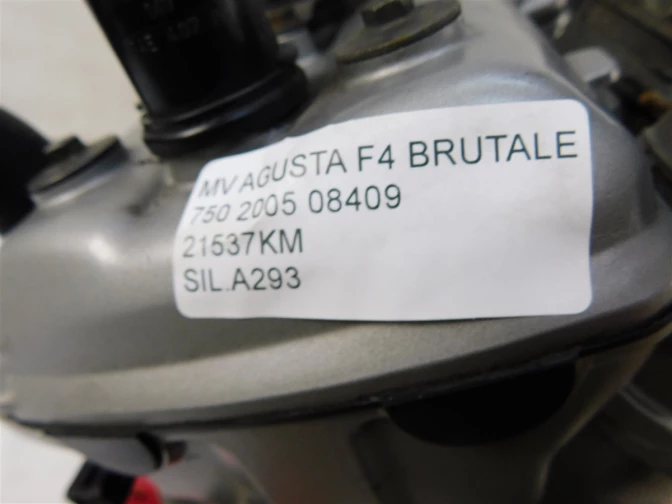 MV AGUSTA F4 BRUTALE
750 2005 08409
21537KM
SIL.A293